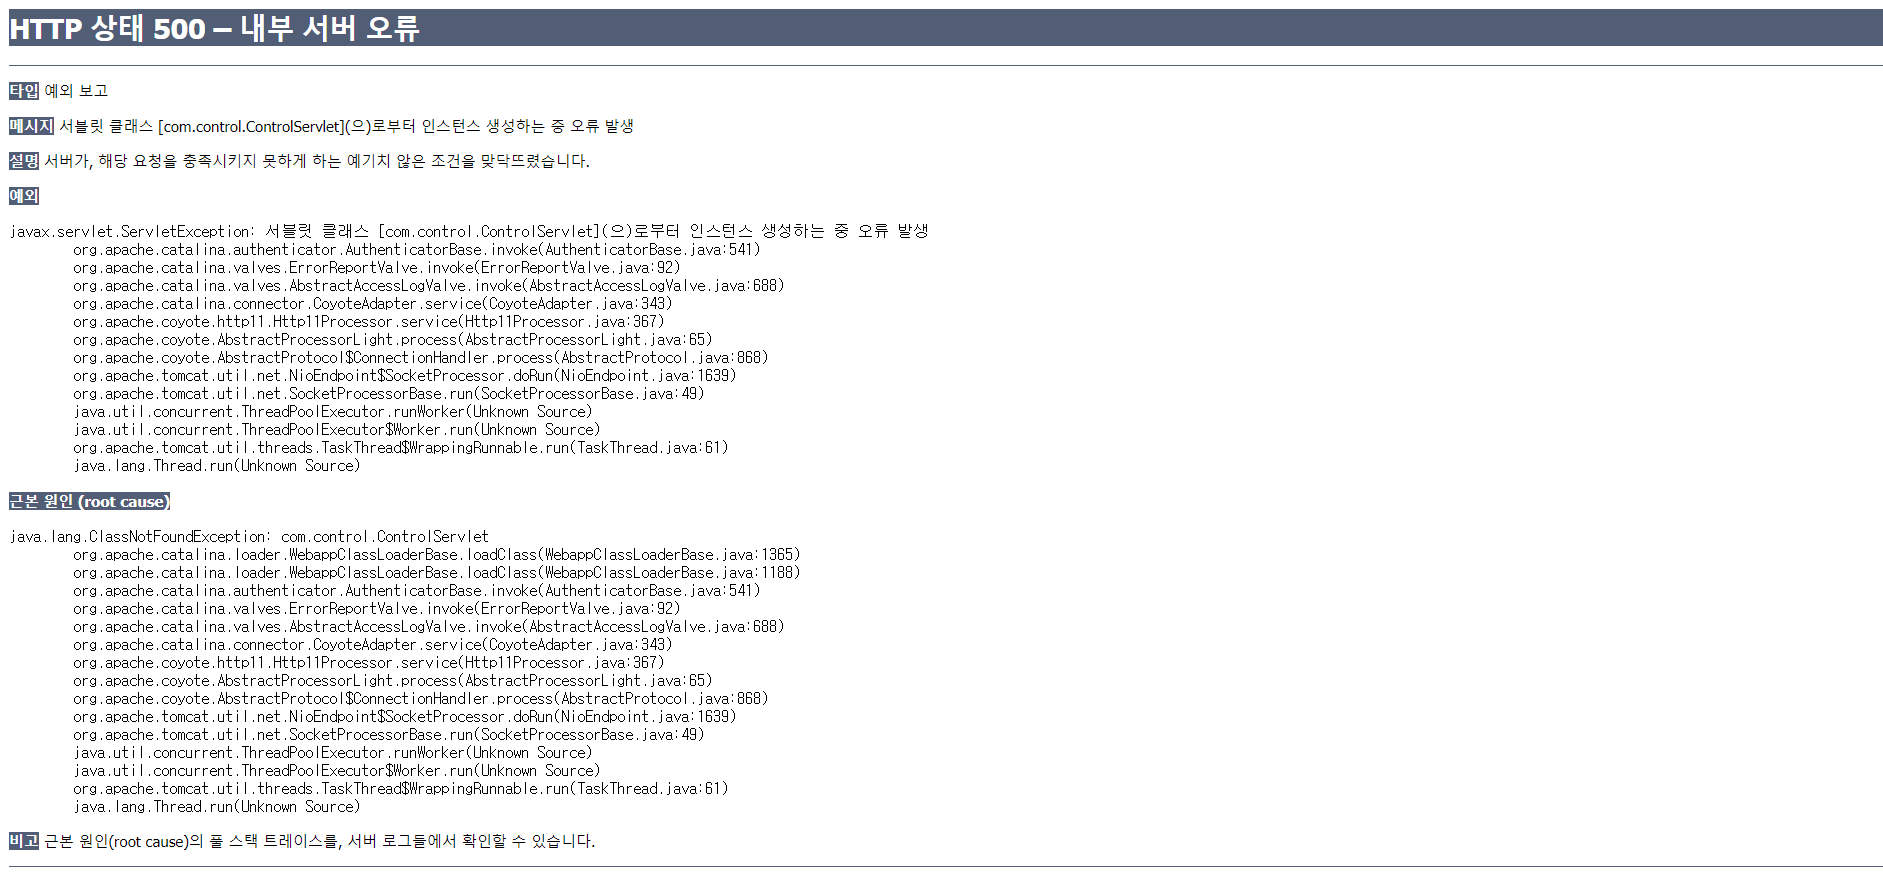 HTTP 상태 500 – 내부 서버 오류
타입 예외 보고
메시지 서블릿 클래스 [com.control.ControlServlet](으)로부터 인스턴스 생성하는 중 오류 발생
설명 서버가, 해당 요청을 충족시키지 못하게 하는 예기치 않은 조건을 맞닥뜨렸습니다.
예외
javax.servlet.ServletException: 서블릿 클래스 [com.control.ControlServlet](으)로부터 인스턴스 생성하는 중 오류 발생
org.apache.catalina.authenticator.AuthenticatorBase.invoke(AuthenticatorBase.java:541)
org.apache.catalina.valves.ErrorReportValve.invoke(ErrorReportValve.java:92)
org.apache.catalina.valves.AbstractAccessLogValve.invoke(AbstractAccessLogValve.java:688)
org.apache.catalina.connector.CoyoteAdapter.service(CoyoteAdapter.java:343)
org.apache.coyote.http11.Http11Processor.service(Http11Processor.java:367)
org.apache.coyote.AbstractProcessorLight.process(AbstractProcessorLight.java:65)
org.apache.coyote.AbstractProtocol$ConnectionHandler.process(AbstractProtocol.java:868)
org.apache.tomcat.util.net.NioEndpoint$SocketProcessor.doRun(NioEndpoint.java:1639)
org.apache.tomcat.util.net.SocketProcessorBase.run(SocketProcessorBase.java:49)
java.util.concurrent.ThreadPoolExecutor.runWorker(Unknown Source)
java.util.concurrent.ThreadPoolExecutor$Worker.run(Unknown Source)
org.apache.tomcat.util.threads.TaskThread$WrappingRunnable.run(TaskThread.java:61)
java.lang.Thread.run(Unknown Source)
근본 원인 (root cause)
java.lang.ClassNotFoundException: com.control.ControlServlet
org.apache.catalina.loader.WebappClassLoaderBase.loadClass(WebappClassLoaderBase.java:1365)
org.apache.catalina.loader.WebappClassLoaderBase.loadClass(WebappClassLoaderBase.java:1188)
org.apache.catalina.authenticator.AuthenticatorBase.invoke(AuthenticatorBase.java:541)
org.apache.catalina.valves.ErrorReportValve.invoke(ErrorReportValve.java:92)
org.apache.catalina.valves.AbstractAccessLogValve.invoke(AbstractAccessLogValve.java:688)
org.apache.catalina.connector.CoyoteAdapter.service(CoyoteAdapter.java:343)
org.apache.coyote.http11.Http11Processor.service(Http11Processor.java:367)
org.apache.coyote.AbstractProcessorLight.process(AbstractProcessorLight.java:65)
org.apache.coyote.AbstractProtocol$ConnectionHandler.process(AbstractProtocol.java:868)
org.apache.tomcat.util.net.NioEndpoint$SocketProcessor.doRun(NioEndpoint.java:1639)
org.apache.tomcat.util.net.SocketProcessorBase.run(SocketProcessorBase.java:49)
java.util.concurrent.ThreadPoolExecutor.runWorker(Unknown Source)
java.util.concurrent.ThreadPoolExecutor$Worker.run(Unknown Source)
org.apache.tomcat.util.threads.TaskThread$WrappingRunnable.run(TaskThread.java:61)
java.lang.Thread.run(Unknown Source)
비고 근본 원인(root cause)의 풀 스택 트레이스를, 서버 로그들에서 확인할 수 있습니다.